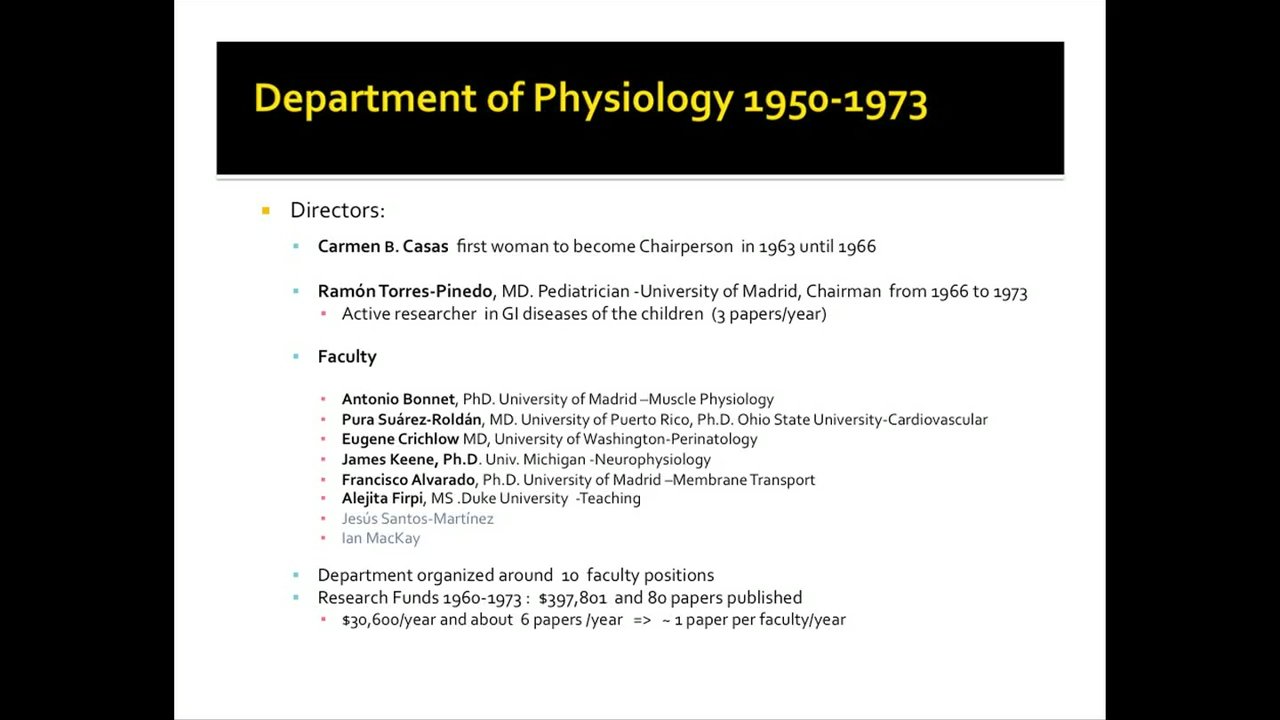 Department of Physiology 1950-1973
Directors:
Carmen B. Casas first woman to become Chairperson in 1963 until 1966
Ramón Torres-Pinedo, MD. Pediatrician -University of Madrid, Chairman from 1966 to 1973
Active researcher in GI diseases of the children (3 papers/year)
Faculty
Antonio Bonnet, PhD. University of Madrid –Muscle Physiology
Pura Suárez-Roldán, MD. University of Puerto Rico, Ph.D. Ohio State University-Cardiovascular
Eugene Crichlow MD, University of Washington-Perinatology
James Keene, Ph.D. Univ. Michigan -Neurophysiology
Francisco Alvarado, Ph.D. University of Madrid –Membrane Transport
Alejita Firpi, MS .Duke University -Teaching
Jesús Santos-Martínez
Ian MacKay
Department organized around 10 faculty positions
Research Funds 1960-1973 : $397,801 and 80 papers published
$30,600/year and about 6 papers /year => ~ 1 paper per faculty/year